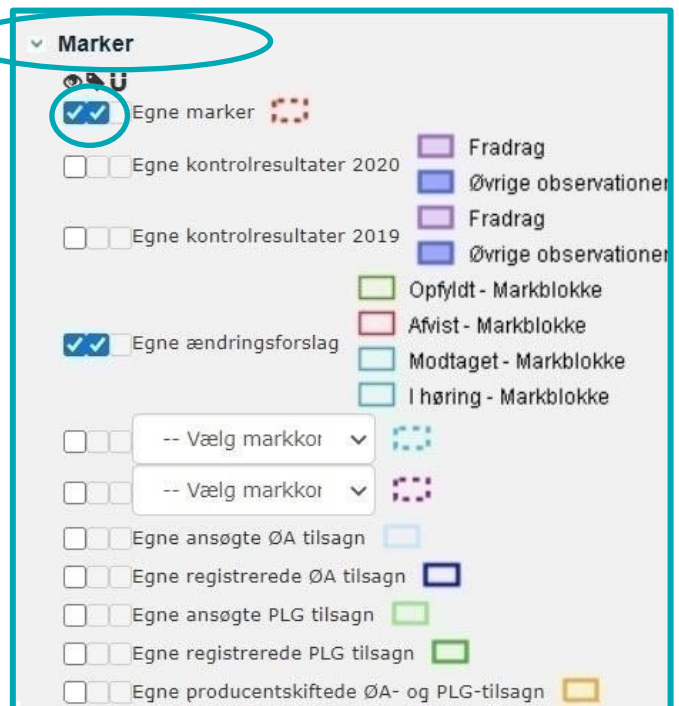 Marker
Egne marker
Egne kontrolresultater 2020
Fradrag
Øvrige observationer
Egne kontrolresultater 2019
Fradrag
Øvrige observationer
Egne ændringsforslag
Opfyldt - Markblokke
Afvist - Markblokke
Modtaget - Markblokke
I høring - Markblokke
-- Vælg markkor
-- Vælg markkor
Egne ansøgte ØA tilsagn
Egne registrerede ØA tilsagn
Egne ansøgte PLG tilsagn
Egne registrerede PLG tilsagn
Egne producentskiftede ØA- og PLG-tilsagn